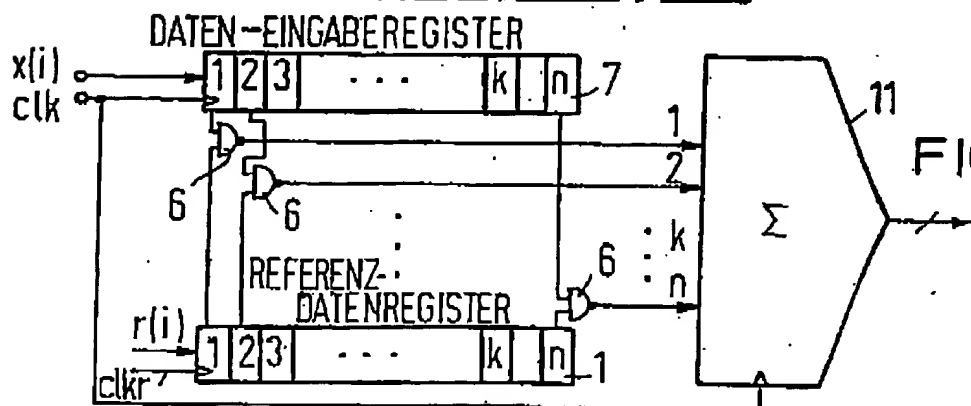 DATEN-EINGABEREGISTER
x(i)
clk
1 2 3 ... k n
7
11
6
6
1
2
k
n
Σ
6
REFERENZ-
DATENREGISTER
r(i)
clkr
1 2 3 ... k n
1